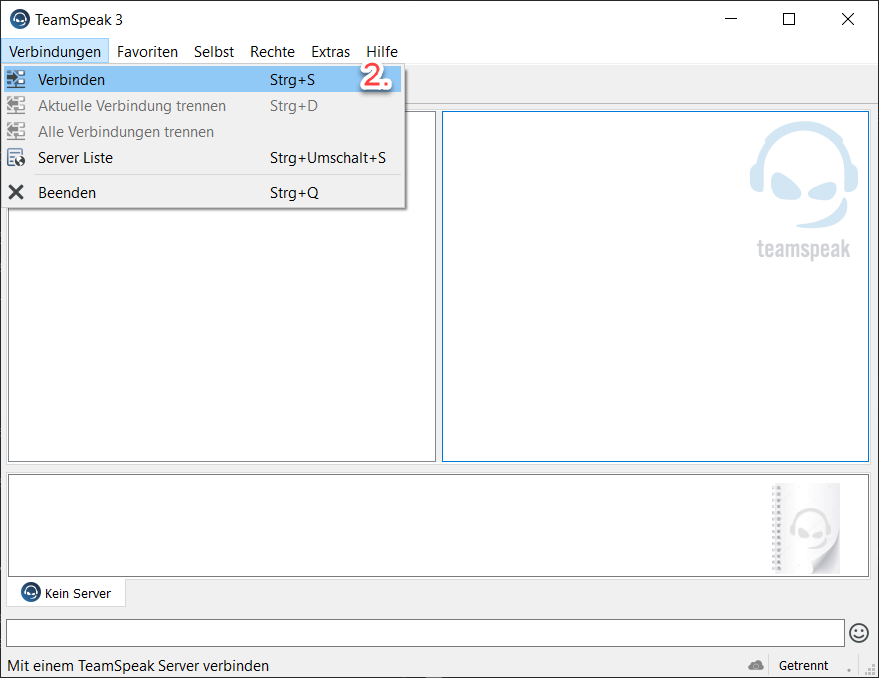 TeamSpeak 3
Verbindungen Favoriten Selbst Rechte Extras Hilfe
Verbinden Strg+S 2.
Aktuelle Verbindung trennen Strg+D
Alle Verbindungen trennen
Server Liste Strg+Umschalt+S
Beenden Strg+Q
teamspeak
Kein Server
Mit einem TeamSpeak Server verbinden Getrennt